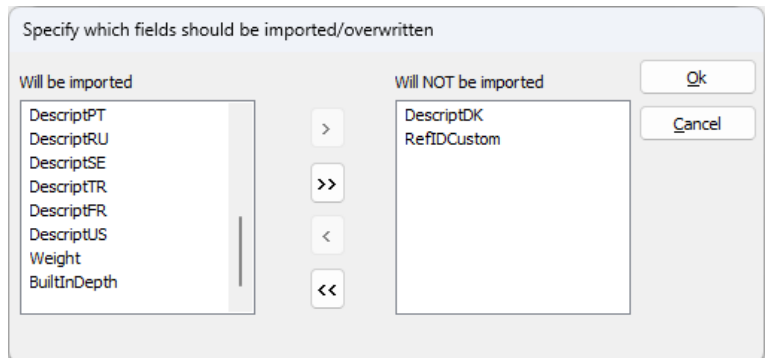 Specify which fields should be imported/overwritten
Will be imported
DescriptPT
DescriptRU
DescriptSE
DescriptTR
DescriptFR
DescriptUS
Weight
BuiltInDepth
>
>>
<
<<
Will NOT be imported
DescriptDK
RefIDCustom
Ok
Cancel